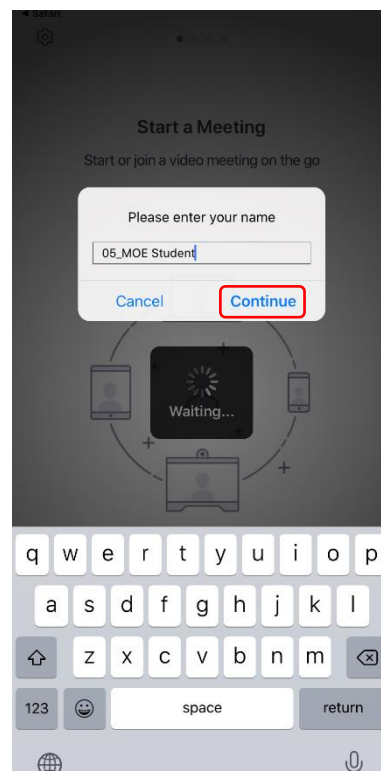 ◀ Safari
Start a Meeting
Start or join a video meeting on the go
Please enter your name
05_MOE Student
Cancel Continue
Waiting...
q w e r t y u i o p
a s d f g h j k l
z x c v b n m
123 space return